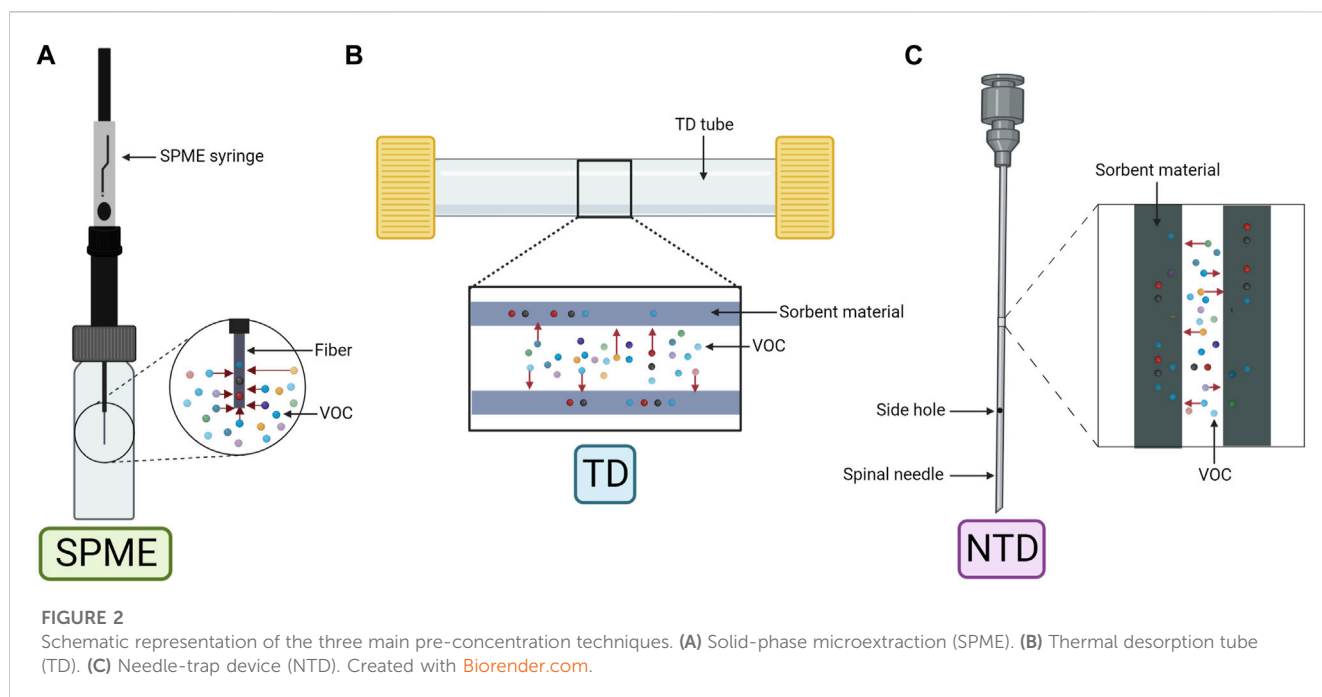 A
SPME syringe
Fiber
VOC
SPME
B
TD tube
Sorbent material
VOC
TD
C
Sorbent material
Side hole
Spinal needle
VOC
NTD
FIGURE 2
Schematic representation of the three main pre-concentration techniques. (A) Solid-phase microextraction (SPME). (B) Thermal desorption tube
(TD). (C) Needle-trap device (NTD). Created with Biorender.com.